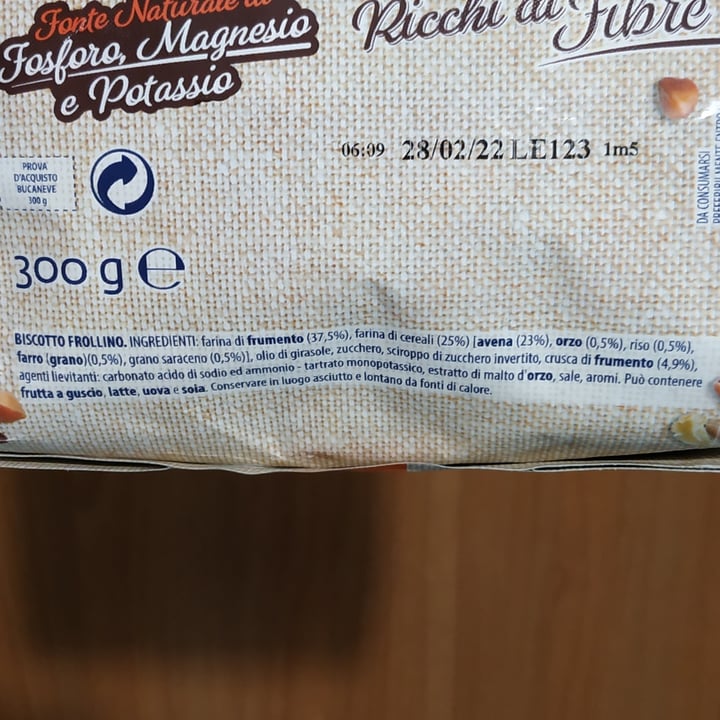 Fonte Naturale di
Fosforo, Magnesio
e Potassio
Ricchi di Fibre
06:09 28/02/22 LE123 1m5
PROVA
D'ACQUISTO
BUCANEVE
300 g
DA CONSUMARSI
PREFERIBILMENTE ENTRO
300 g e
BISCOTTO FROLLINO. INGREDIENTI: farina di frumento (37,5%), farina di cereali (25%) [avena (23%), orzo (0,5%), riso (0,5%),
farro (grano)(0,5%), grano saraceno (0,5%)], olio di girasole, zucchero, sciroppo di zucchero invertito, crusca di frumento (4,9%),
agenti lievitanti: carbonato acido di sodio ed ammonio - tartrato monopotassico, estratto di malto d'orzo, sale, aromi. Può contenere
frutta a guscio, latte, uova e soia. Conservare in luogo asciutto e lontano da fonti di calore.